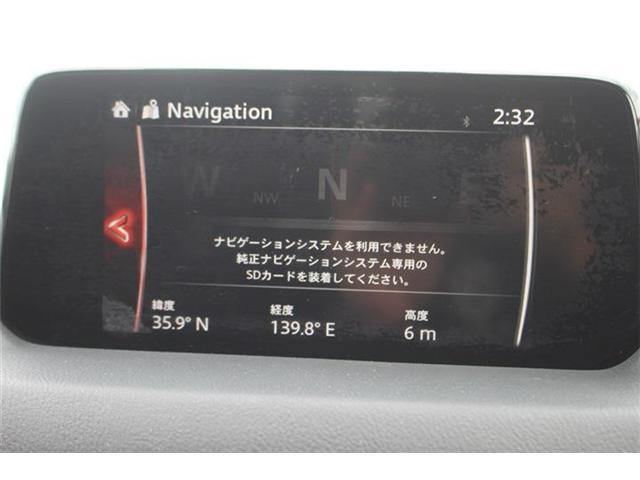 Navigation
2:32
W NW N NE E
ナビゲーションシステムを利用できません。
純正ナビゲーションシステム専用の
SDカードを装着してください。
緯度 経度 高度
35.9° N 139.8° E 6 m